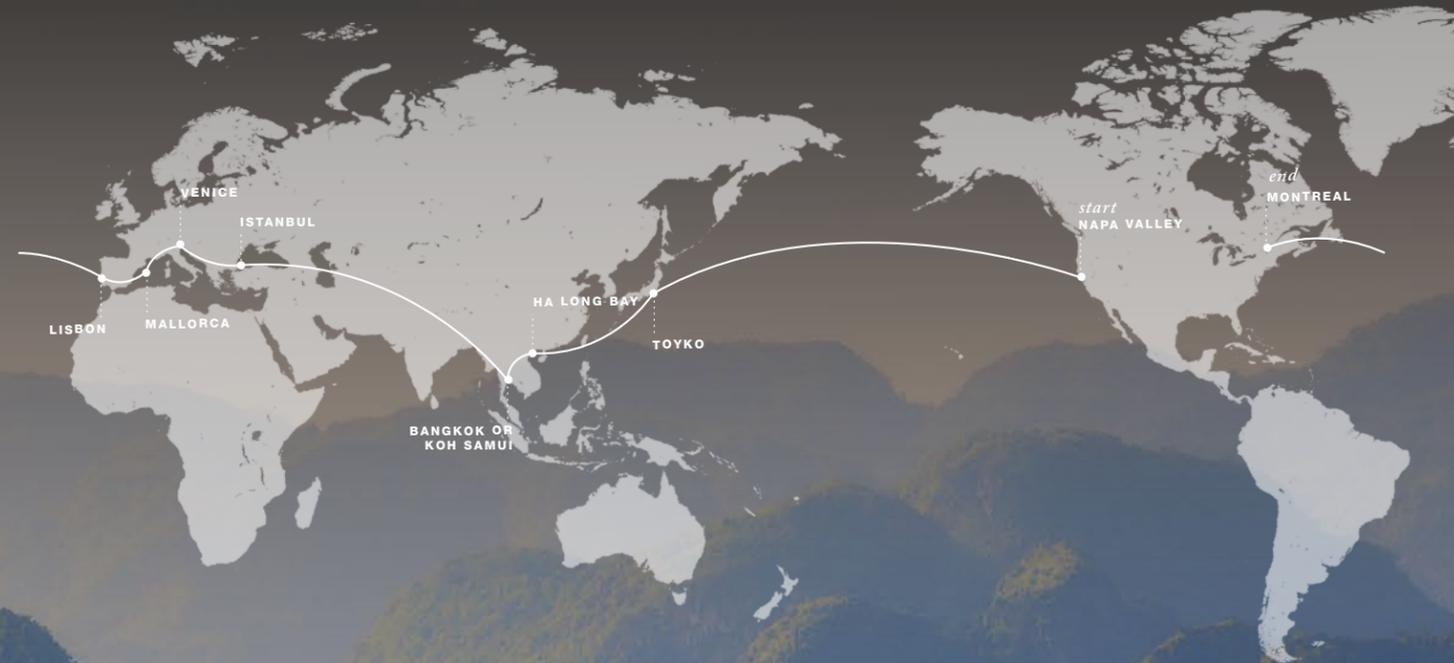 VENICE
ISTANBUL
LISBON
MALLORCA
HA LONG BAY
TOYKO
BANGKOK OR
KOH SAMUI
start
NAPA VALLEY
end
MONTREAL